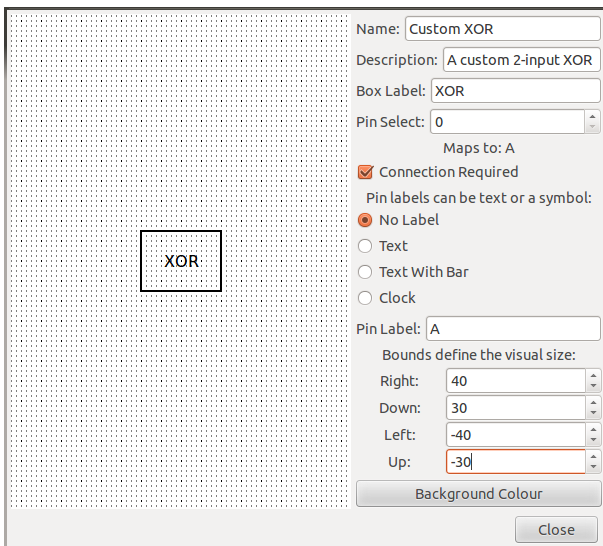 Name: Custom XOR
Description: A custom 2-input XOR
Box Label: XOR
Pin Select: 0
Maps to: A
Connection Required
Pin labels can be text or a symbol:
No Label
Text
Text With Bar
Clock
Pin Label: A
Bounds define the visual size:
Right: 40
Down: 30
Left: -40
Up: -30
Background Colour
Close
XOR